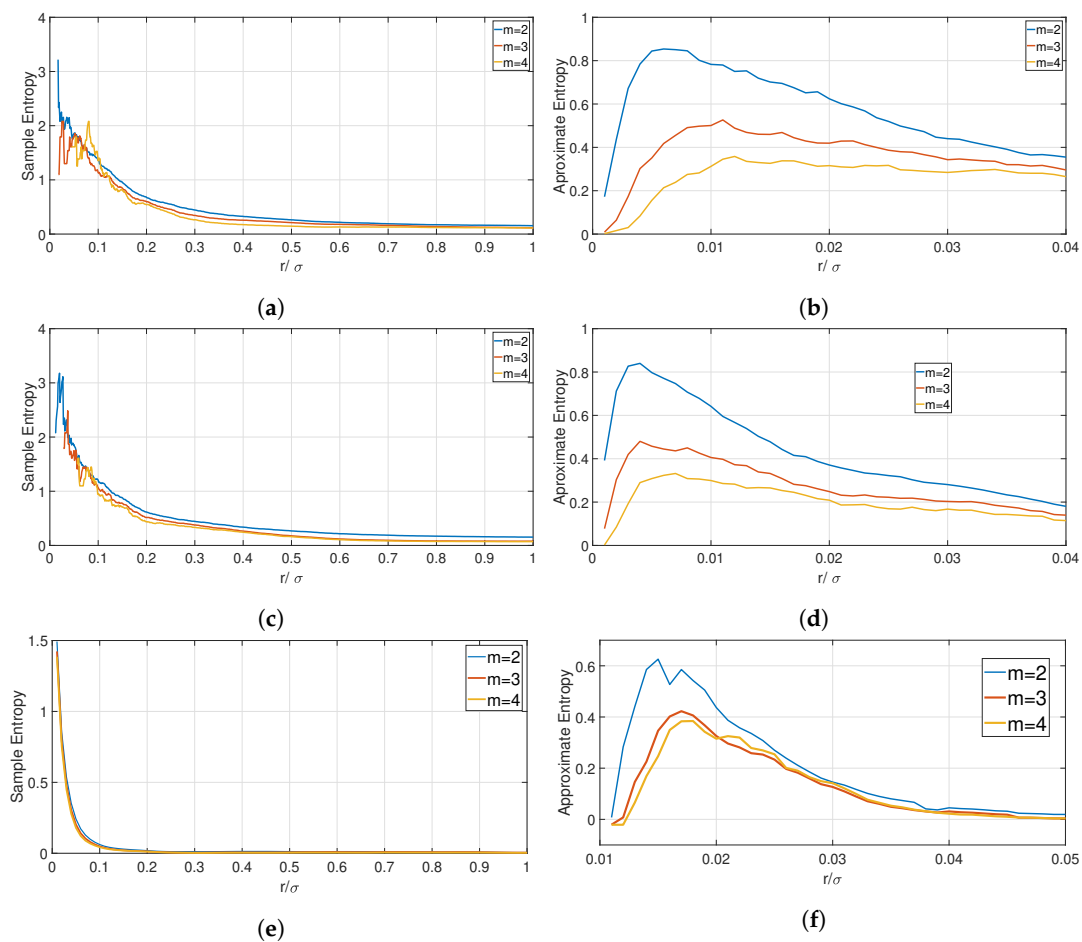 4
3
2
1
0
Sample Entropy
0 0.1 0.2 0.3 0.4 0.5 0.6 0.7 0.8 0.9 1
r/ σ
m=2
m=3
m=4
(a)
1
0.8
0.6
0.4
0.2
0
Aproximate Entropy
0 0.01 0.02 0.03 0.04
r/ σ
m=2
m=3
m=4
(b)
4
3
2
1
0
Sample Entropy
0 0.1 0.2 0.3 0.4 0.5 0.6 0.7 0.8 0.9 1
r/ σ
m=2
m=3
m=4
(c)
1
0.8
0.6
0.4
0.2
0
Aproximate Entropy
0 0.01 0.02 0.03 0.04
r/ σ
m=2
m=3
m=4
(d)
1.5
1
0.5
0
Sample Entropy
0 0.1 0.2 0.3 0.4 0.5 0.6 0.7 0.8 0.9 1
r/σ
m=2
m=3
m=4
(e)
0.6
0.4
0.2
0
Approximate Entropy
0.01 0.02 0.03 0.04 0.05
r/σ
m=2
m=3
m=4
(f)